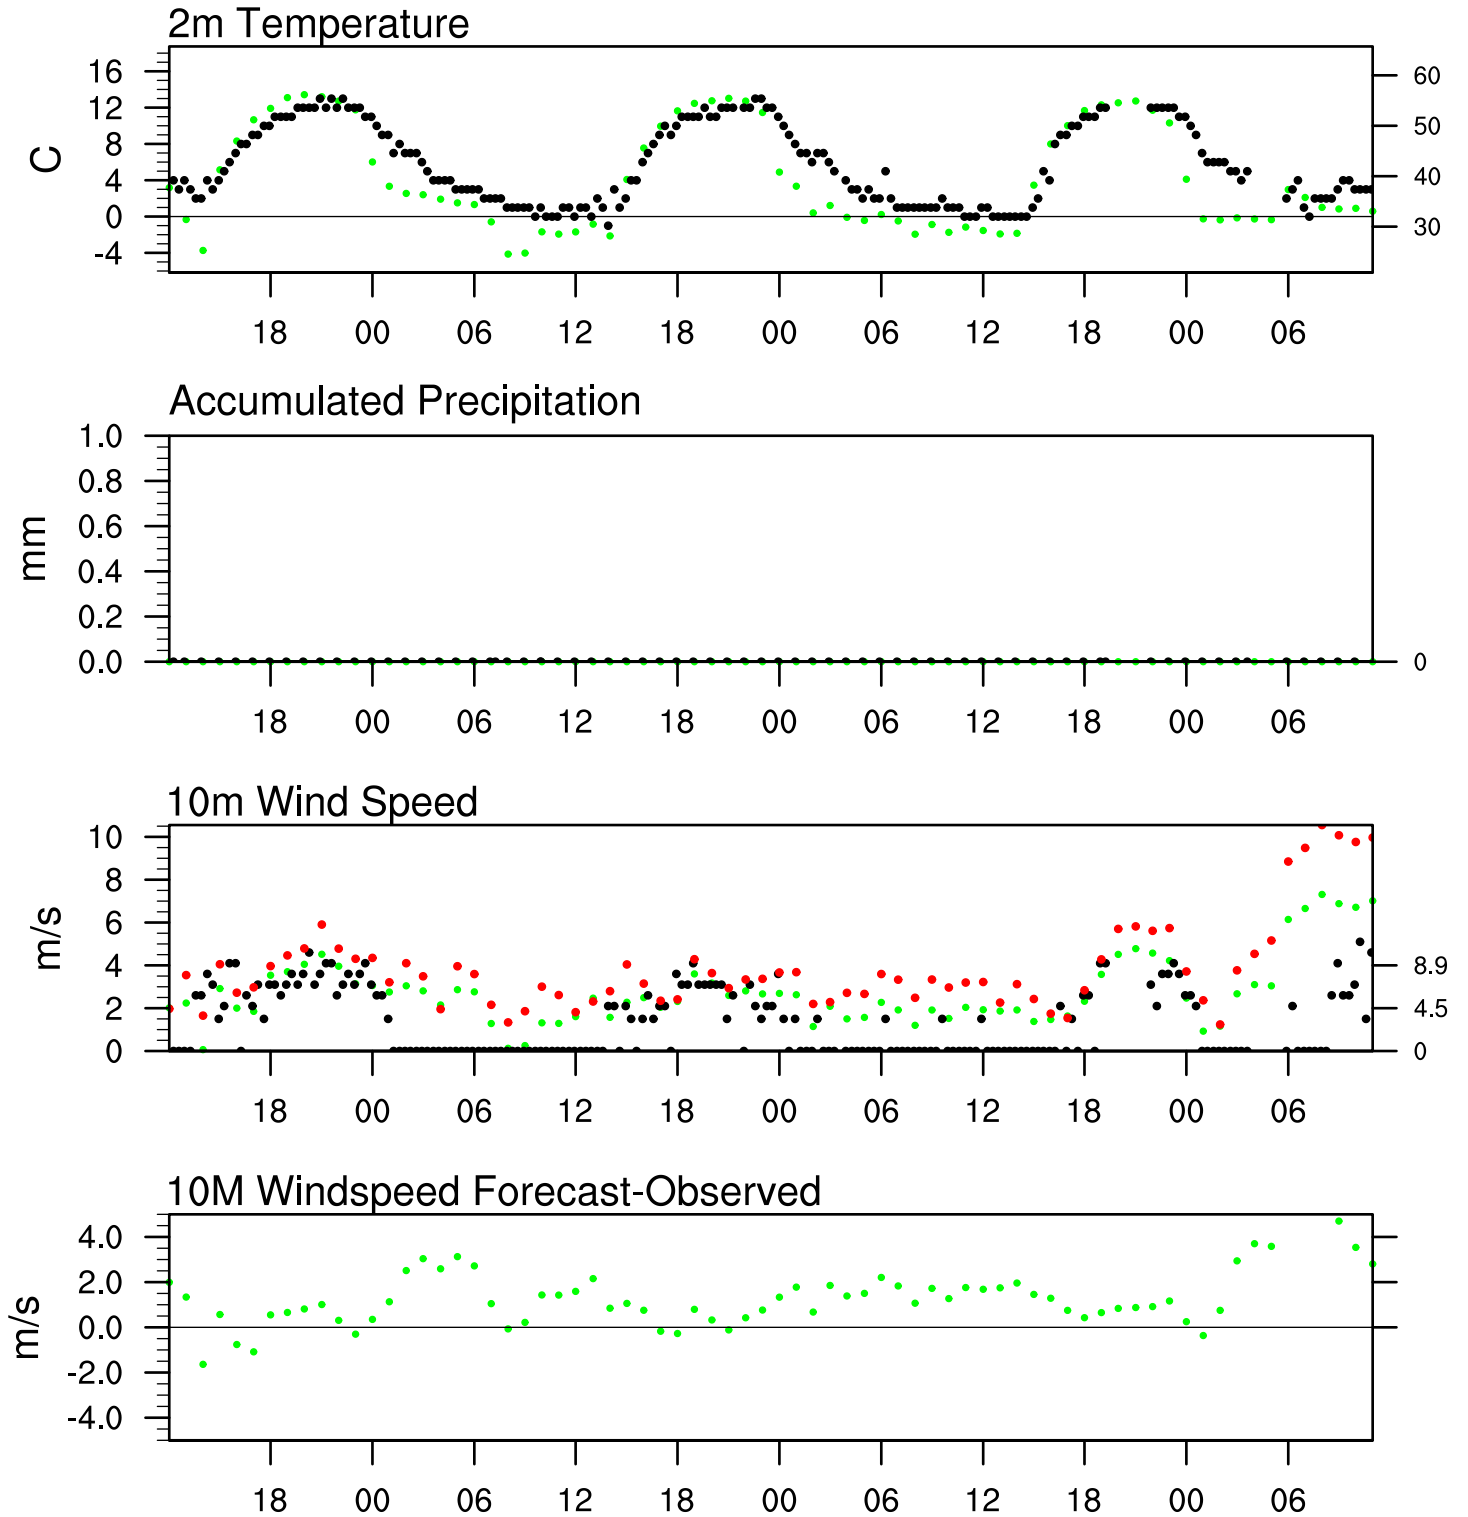 2m Temperature
16
12
8
4
0
-4
C
60
50
40
30
18 00 06 12 18 00 06 12 18 00 06
Accumulated Precipitation
1.0
0.8
0.6
0.4
0.2
0.0
mm
0
18 00 06 12 18 00 06 12 18 00 06
10m Wind Speed
10
8
6
4
2
0
m/s
8.9
4.5
0
18 00 06 12 18 00 06 12 18 00 06
10M Windspeed Forecast-Observed
4.0
2.0
0.0
-2.0
-4.0
m/s
18 00 06 12 18 00 06 12 18 00 06